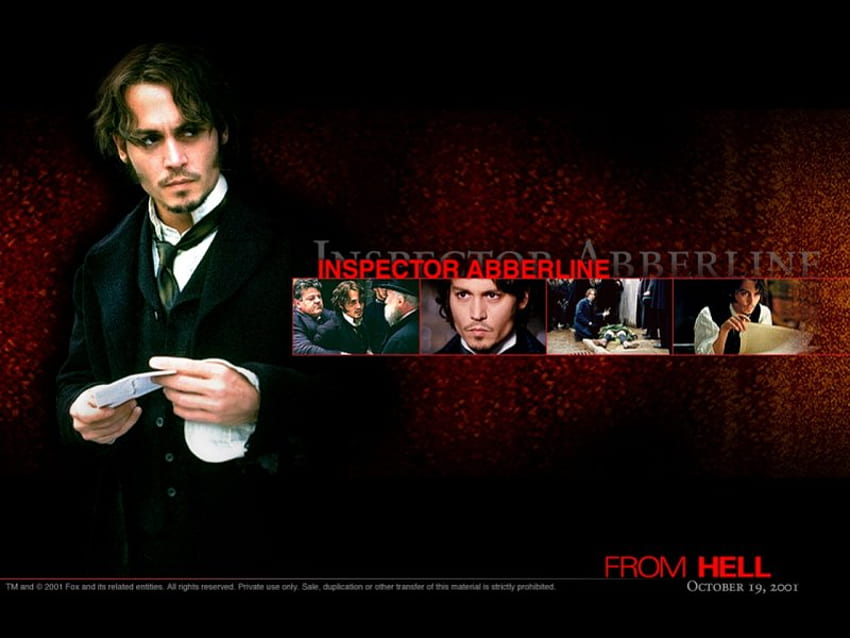 INSPECTOR ABBERLINE
INSPECTOR ABBERLINE
FROM HELL
OCTOBER 19, 2001
TM and © 2001 Fox and its related entities. All rights reserved. Private use only. Sale, duplication or other transfer of this material is strictly prohibited.